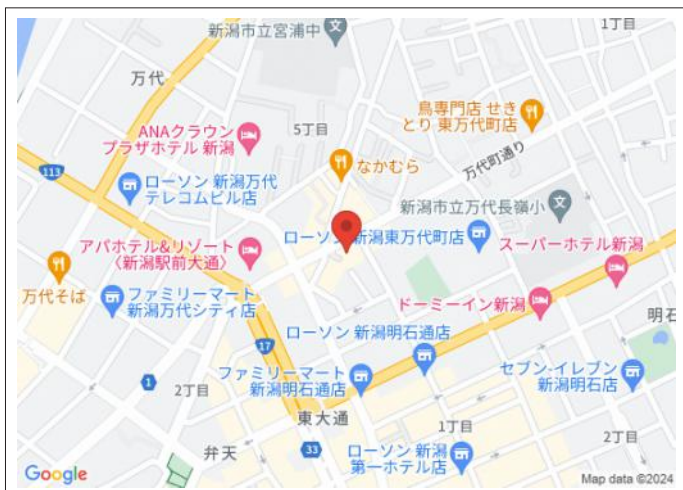 新潟市立宮浦中
1丁目
万代
5丁目
鳥専門店 せき
とり 東万代町店
ANAクラウン
プラザホテル 新潟
なかむら
万代町通り
113
ローソン 新潟万代
テレコムビル店
新潟市立万代長嶺小
アパホテル&リゾート
〈新潟駅前大通〉
ローソン 新潟東万代町店
スーパーホテル新潟
万代そば
ファミリーマート
新潟万代シティ店
ドーミーイン新潟
明石
ローソン 新潟明石通店
17
1
2丁目
ファミリーマート
新潟明石通店
セブン-イレブン
新潟明石店
東大通
1丁目
2丁目
弁天
33
ローソン 新潟
第一ホテル店
Google
Map data ©2024